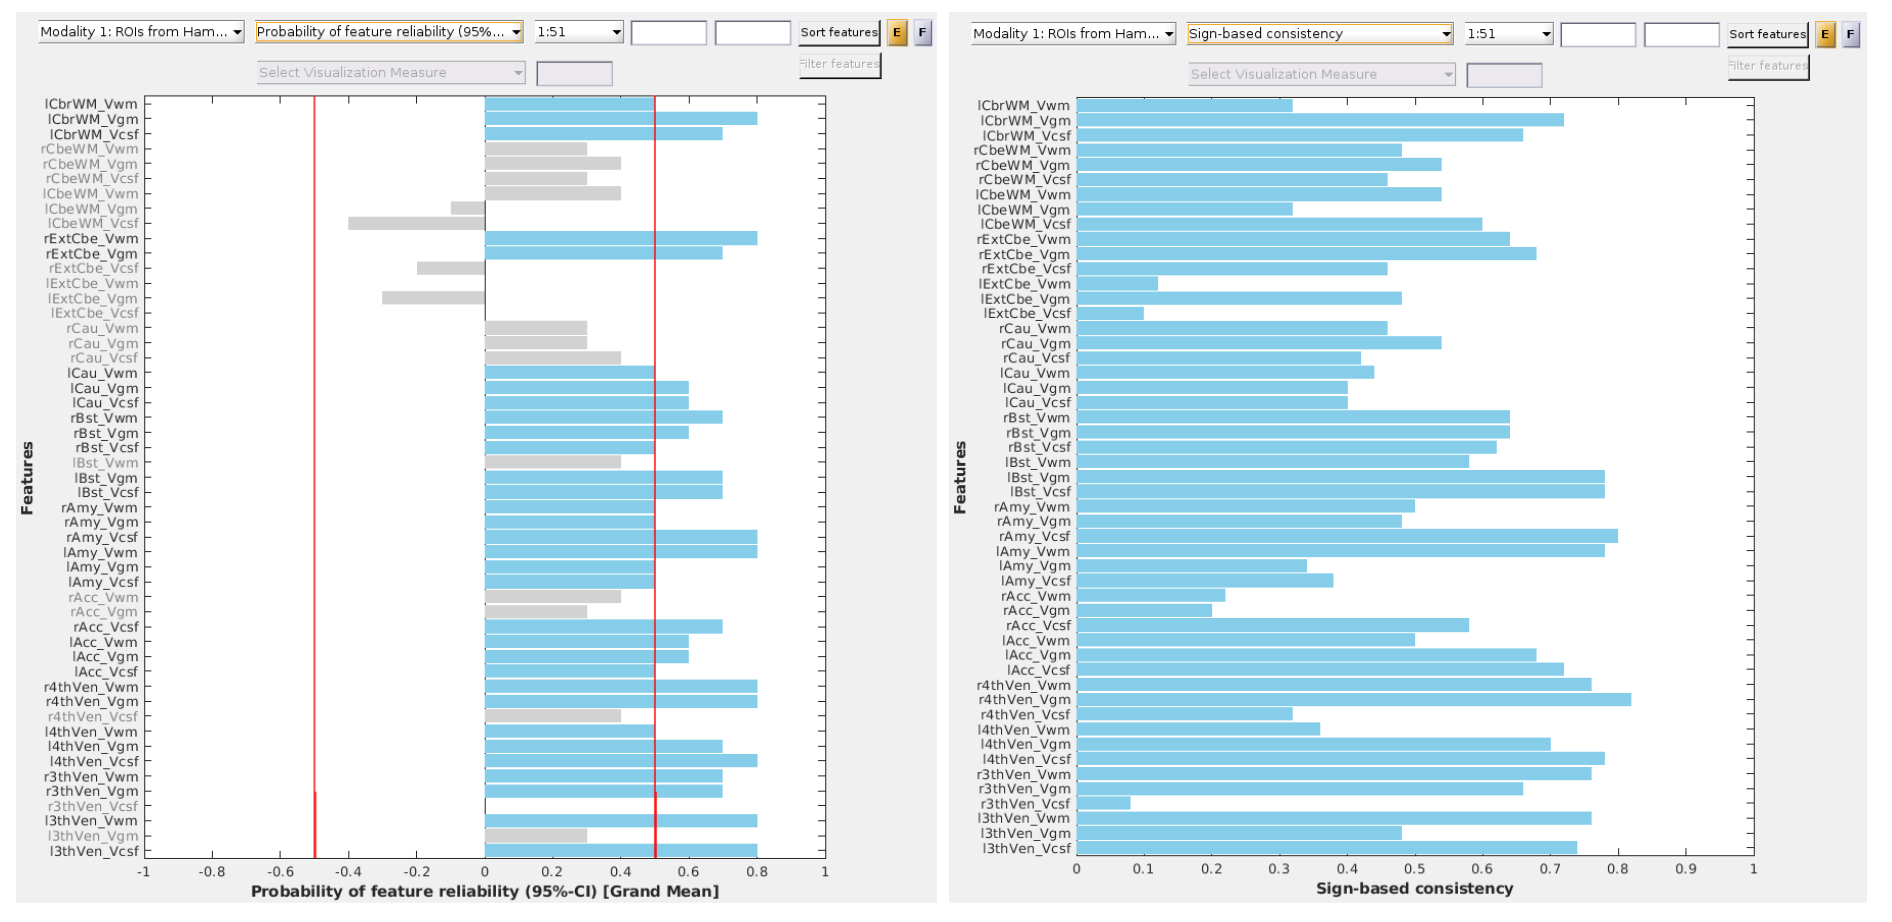 Modality 1: ROIs from Ham...
Probability of feature reliability (95%...
1:51
Sort features
E
F
Select Visualization Measure
Filter features
lCbrWM_Vwm
lCbrWM_Vgm
lCbrWM_Vcsf
rCbeWM_Vwm
rCbeWM_Vgm
rCbeWM_Vcsf
lCbeWM_Vwm
lCbeWM_Vgm
lCbeWM_Vcsf
rExtCbe_Vwm
rExtCbe_Vgm
rExtCbe_Vcsf
lExtCbe_Vwm
lExtCbe_Vgm
lExtCbe_Vcsf
rCau_Vwm
rCau_Vgm
rCau_Vcsf
lCau_Vwm
lCau_Vgm
lCau_Vcsf
rBst_Vwm
rBst_Vgm
rBst_Vcsf
lBst_Vwm
lBst_Vgm
lBst_Vcsf
rAmy_Vwm
rAmy_Vgm
rAmy_Vcsf
lAmy_Vwm
lAmy_Vgm
lAmy_Vcsf
rAcc_Vwm
rAcc_Vgm
rAcc_Vcsf
lAcc_Vwm
lAcc_Vgm
lAcc_Vcsf
r4thVen_Vwm
r4thVen_Vgm
r4thVen_Vcsf
l4thVen_Vwm
l4thVen_Vgm
l4thVen_Vcsf
r3thVen_Vwm
r3thVen_Vgm
r3thVen_Vcsf
l3thVen_Vwm
l3thVen_Vgm
l3thVen_Vcsf
Features
-1 -0.8 -0.6 -0.4 -0.2 0 0.2 0.4 0.6 0.8 1
Probability of feature reliability (95%-CI) [Grand Mean]
Modality 1: ROIs from Ham...
Sign-based consistency
1:51
Sort features
E
F
Select Visualization Measure
Filter features
lCbrWM_Vwm
lCbrWM_Vgm
lCbrWM_Vcsf
rCbeWM_Vwm
rCbeWM_Vgm
rCbeWM_Vcsf
lCbeWM_Vwm
lCbeWM_Vgm
lCbeWM_Vcsf
rExtCbe_Vwm
rExtCbe_Vgm
rExtCbe_Vcsf
lExtCbe_Vwm
lExtCbe_Vgm
lExtCbe_Vcsf
rCau_Vwm
rCau_Vgm
rCau_Vcsf
lCau_Vwm
lCau_Vgm
lCau_Vcsf
rBst_Vwm
rBst_Vgm
rBst_Vcsf
lBst_Vwm
lBst_Vgm
lBst_Vcsf
rAmy_Vwm
rAmy_Vgm
rAmy_Vcsf
lAmy_Vwm
lAmy_Vgm
lAmy_Vcsf
rAcc_Vwm
rAcc_Vgm
rAcc_Vcsf
lAcc_Vwm
lAcc_Vgm
lAcc_Vcsf
r4thVen_Vwm
r4thVen_Vgm
r4thVen_Vcsf
l4thVen_Vwm
l4thVen_Vgm
l4thVen_Vcsf
r3thVen_Vwm
r3thVen_Vgm
r3thVen_Vcsf
l3thVen_Vwm
l3thVen_Vgm
l3thVen_Vcsf
Features
0 0.1 0.2 0.3 0.4 0.5 0.6 0.7 0.8 0.9 1
Sign-based consistency